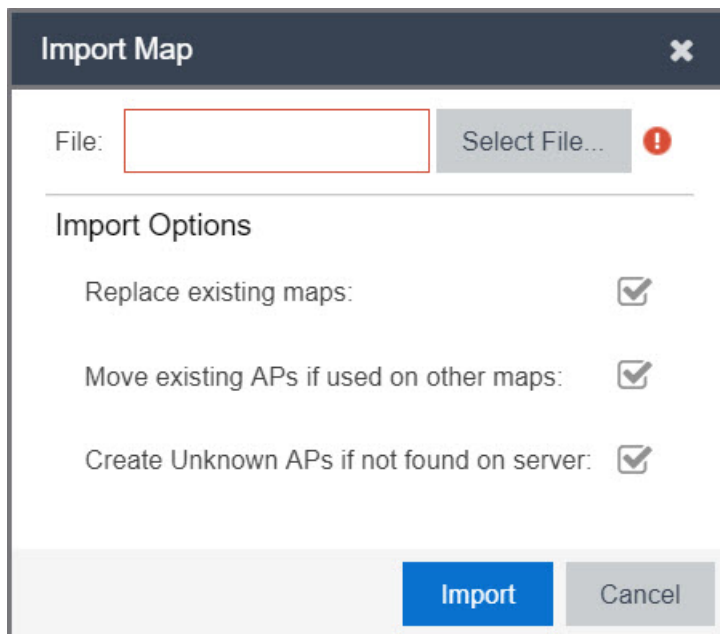 Import Map
File:
Select File...
Import Options
Replace existing maps:
Move existing APs if used on other maps:
Create Unknown APs if not found on server:
Import
Cancel